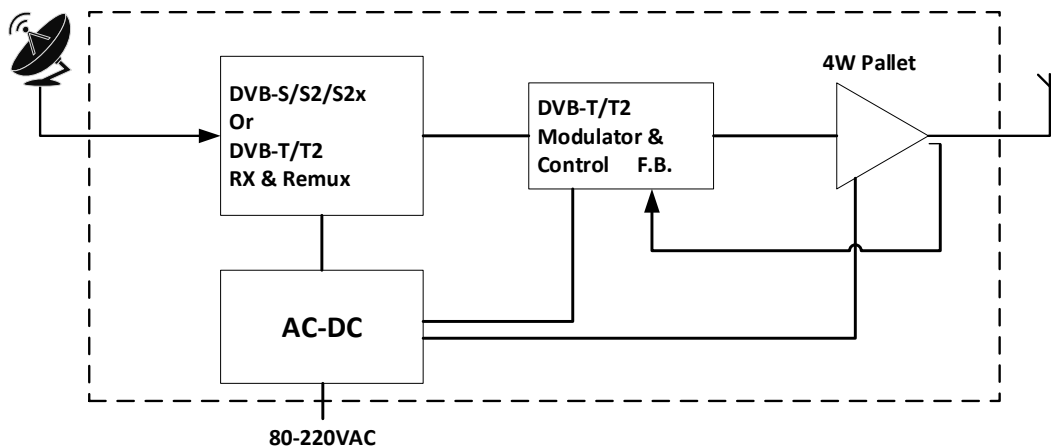 4W Pallet
DVB-S/S2/S2x
Or
DVB-T/T2
RX & Remux
DVB-T/T2
Modulator &
Control F.B.
AC-DC
80-220VAC